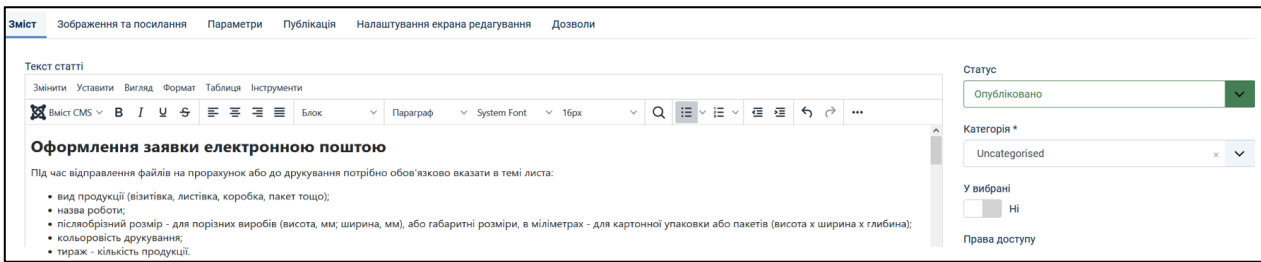 Зміст Зображення та посилання Параметри Публікація Налаштування екрана редагування Дозволи
Текст статті
Змінити Уставити Вигляд Формат Таблиця Інструменти
Вміст CMS B I U S Блок Параграф System Font 16px
Оформлення заявки електронною поштою
Під час відправлення файлів на прорахунок або до друкування потрібно обов'язково вказати в темі листа:
• вид продукції (візитівка, листівка, коробка, пакет тощо);
• назва роботи;
• післяобрізний розмір - для порізних виробів (висота, мм; ширина, мм), або габаритні розміри, в міліметрах - для картонної упаковки або пакетів (висота х ширина х глибина);
• кольоровість друкування;
• тираж - кількість продукції.
Статус
Опубліковано
Категорія *
Uncategorised
У вибрані
Ні
Права доступу